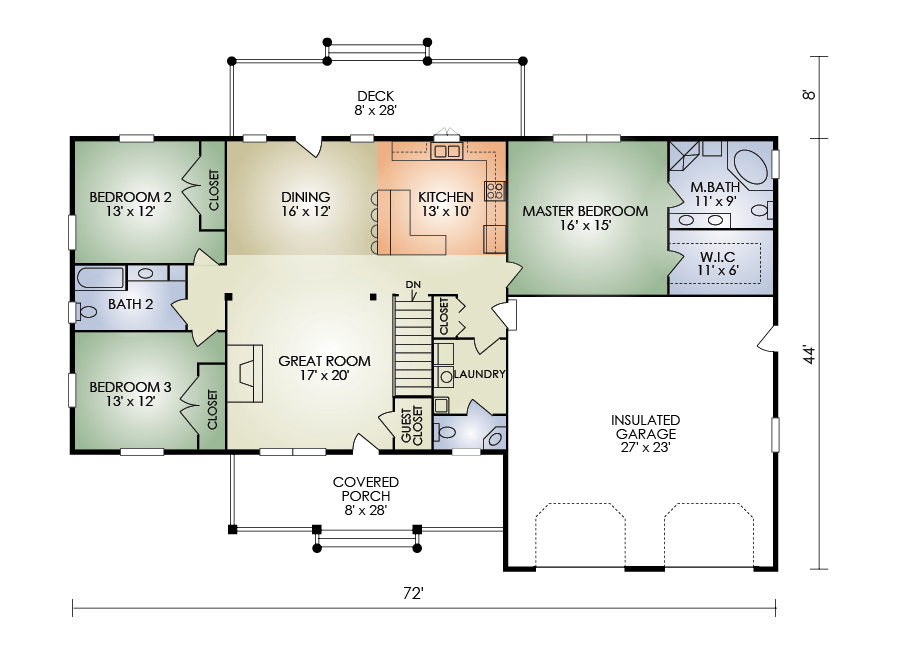 DECK
8' x 28'
8'
BEDROOM 2
13' x 12'
CLOSET
DINING
16' x 12'
KITCHEN
13' x 10'
MASTER BEDROOM
16' x 15'
M.BATH
11' x 9'
W.I.C
11' x 6'
BATH 2
DN
CLOSET
44'
BEDROOM 3
13' x 12'
CLOSET
GREAT ROOM
17' x 20'
LAUNDRY
GUEST
CLOSET
INSULATED
GARAGE
27' x 23'
COVERED
PORCH
8' x 28'
72'